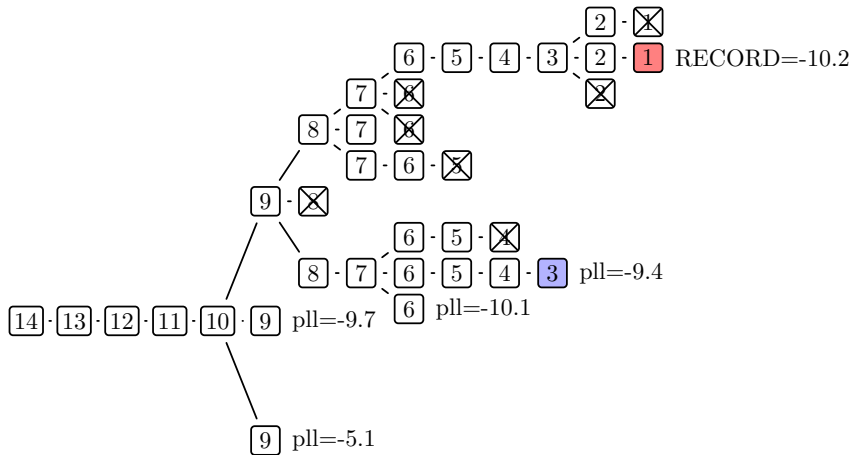 2 1
6 5 4 3 2 1 RECORD=-10.2
7 6 2
8 7 6
7 6 5
9 8
6 5 4
8 7 6 5 4 3 pll=-9.4
6 pll=-10.1
14 13 12 11 10 9 pll=-9.7
9 pll=-5.1